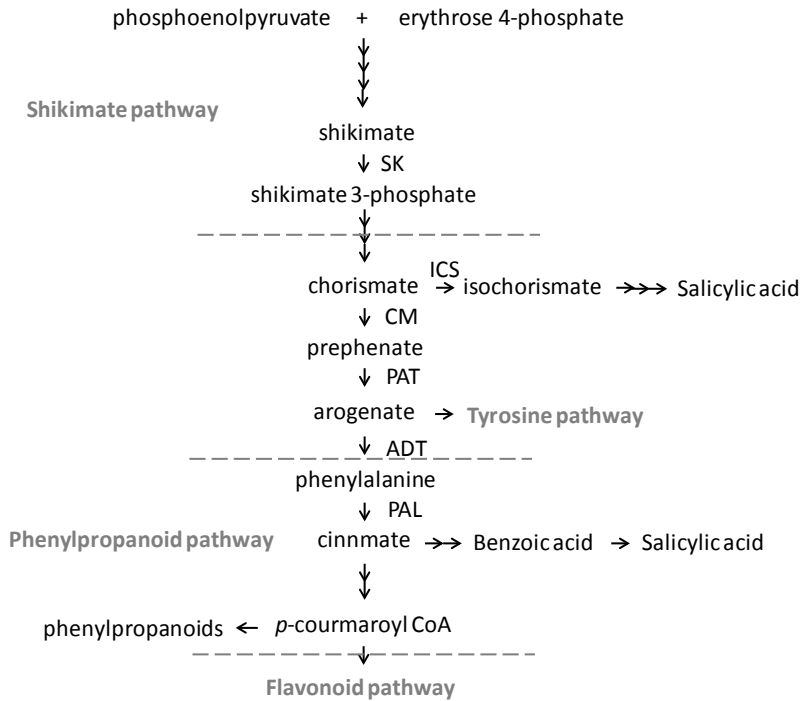 phosphoenolpyruvate + erythrose 4-phosphate
Shikimate pathway
shikimate
SK
shikimate 3-phosphate
ICS
chorismate isochorismate Salicylic acid
CM
prephenate
PAT
arogenate Tyrosine pathway
ADT
phenylalanine
PAL
Phenylpropanoid pathway cinnmate Benzoic acid Salicylic acid
phenylpropanoids p-courmaroyl CoA
Flavonoid pathway